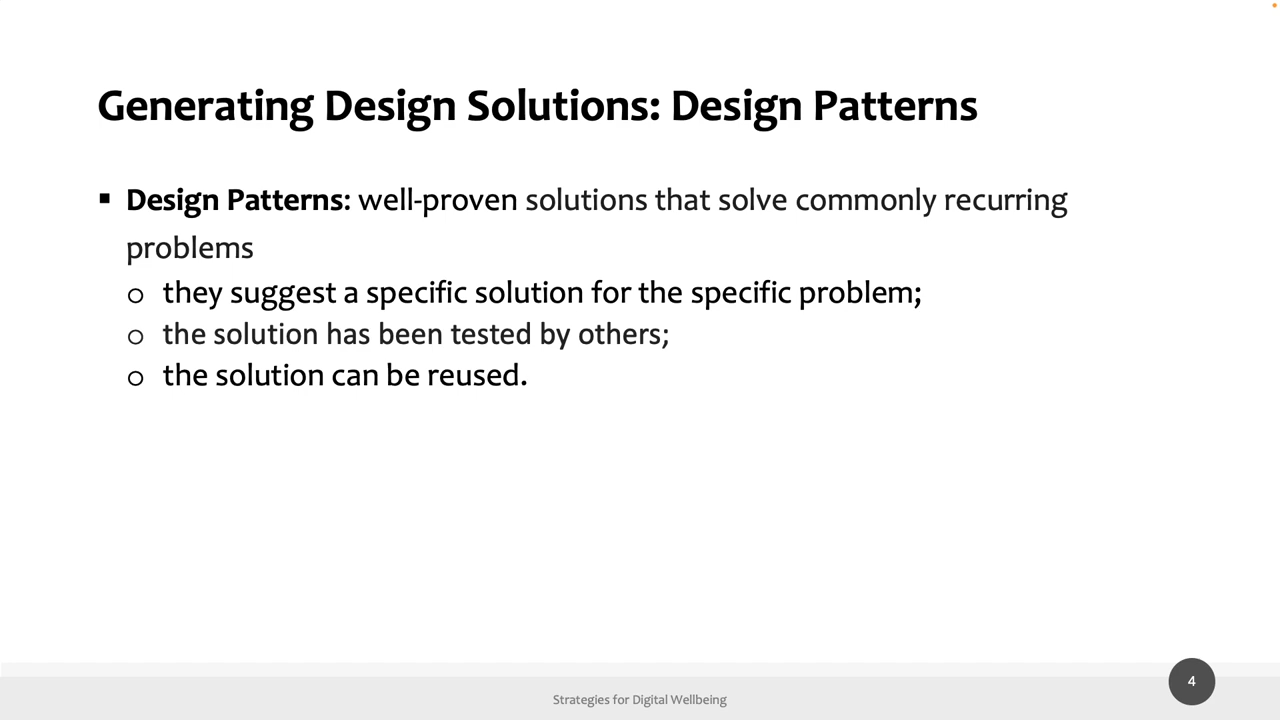 Generating Design Solutions: Design Patterns
▪ Design Patterns: well-proven solutions that solve commonly recurring
problems
o they suggest a specific solution for the specific problem;
o the solution has been tested by others;
o the solution can be reused.
Strategies for Digital Wellbeing
4